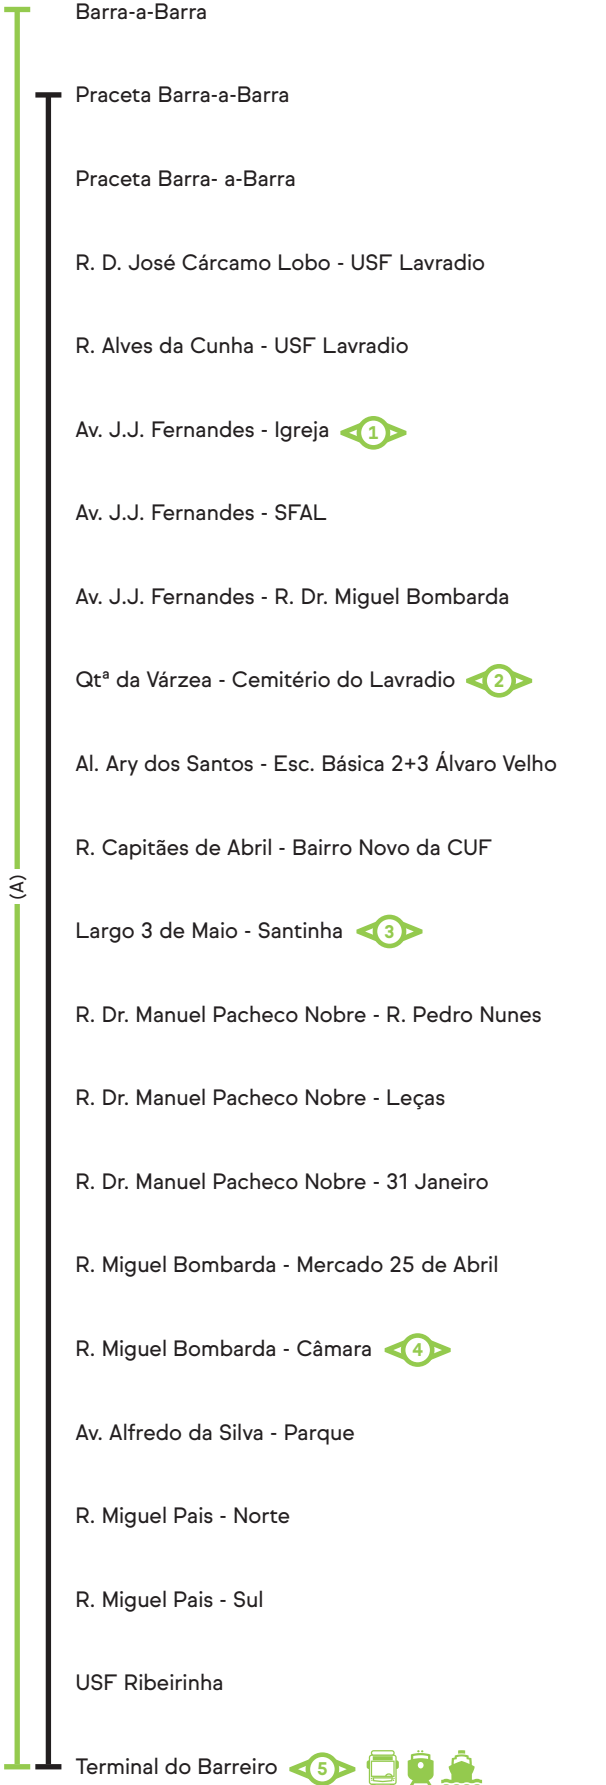 Barra-a-Barra
Praceta Barra-a-Barra
Praceta Barra- a-Barra
R. D. José Cárcamo Lobo - USF Lavradio
R. Alves da Cunha - USF Lavradio
Av. J.J. Fernandes - Igreja 1
Av. J.J. Fernandes - SFAL
Av. J.J. Fernandes - R. Dr. Miguel Bombarda
Qtª da Várzea - Cemitério do Lavradio 2
Al. Ary dos Santos - Esc. Básica 2+3 Álvaro Velho
R. Capitães de Abril - Bairro Novo da CUF
(A)
Largo 3 de Maio - Santinha 3
R. Dr. Manuel Pacheco Nobre - R. Pedro Nunes
R. Dr. Manuel Pacheco Nobre - Leças
R. Dr. Manuel Pacheco Nobre - 31 Janeiro
R. Miguel Bombarda - Mercado 25 de Abril
R. Miguel Bombarda - Câmara 4
Av. Alfredo da Silva - Parque
R. Miguel Pais - Norte
R. Miguel Pais - Sul
USF Ribeirinha
Terminal do Barreiro 5